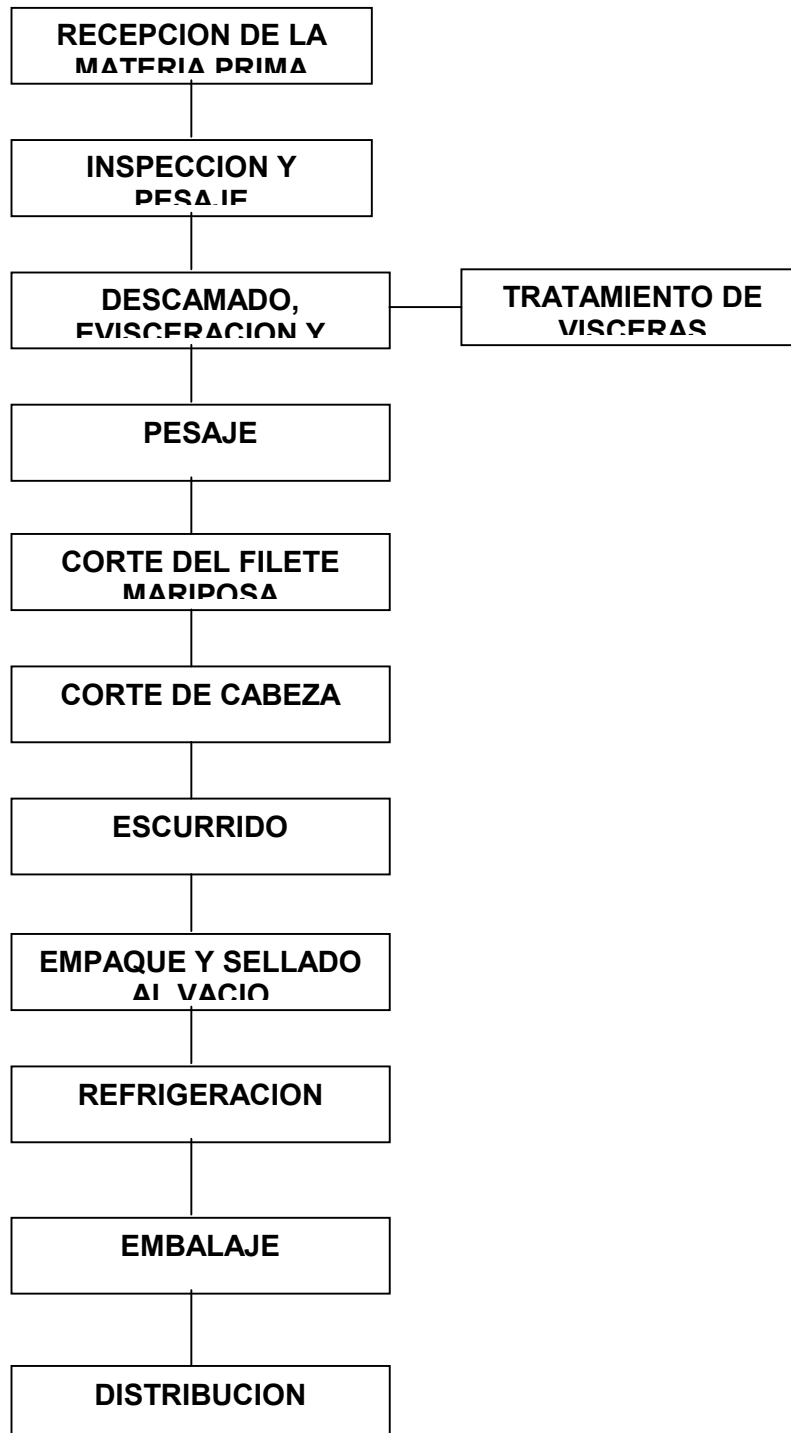 RECEPCION DE LA
MATERIA PRIMA
INSPECCION Y
PESAJE
DESCAMADO,
EVISCERACION Y
TRATAMIENTO DE
VISCERAS
PESAJE
CORTE DEL FILETE
MARIPOSA
CORTE DE CABEZA
ESCURRIDO
EMPAQUE Y SELLADO
AL VACIO
REFRIGERACION
EMBALAJE
DISTRIBUCION